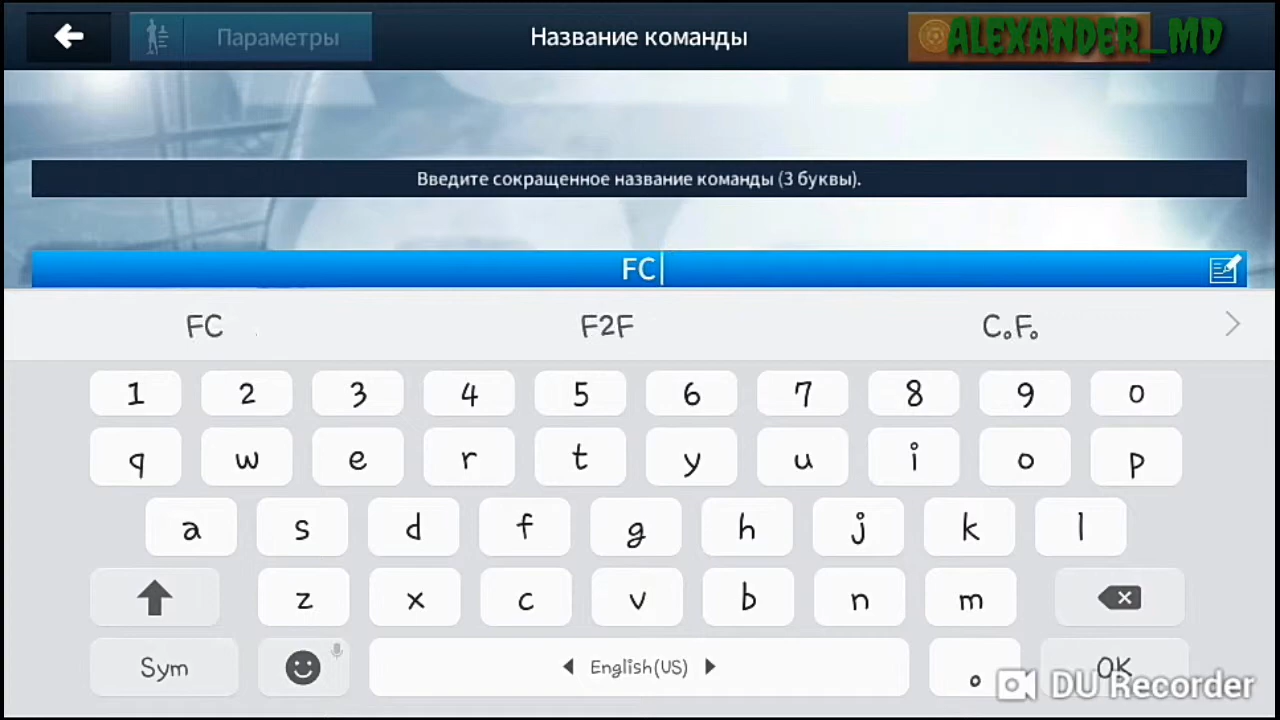 Параметры
Название команды
ALEXANDER_MD
Введите сокращенное название команды (3 буквы).
FC
FC F2F C.F.
1 2 3 4 5 6 7 8 9 0
q w e r t y u i o p
a s d f g h j k l
z x c v b n m
Sym English(US) . OK
DU Recorder